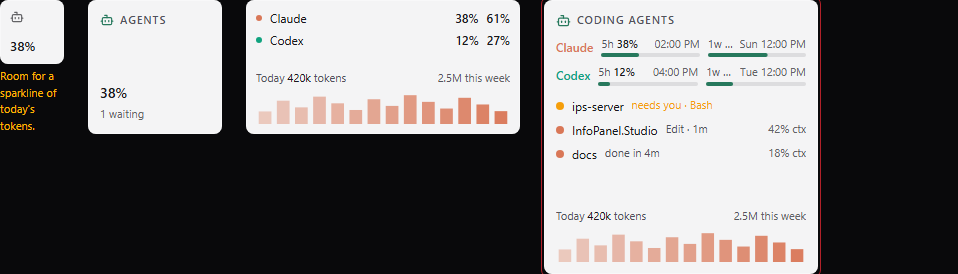 38%
Room for a
sparkline of
today's
tokens.
AGENTS
38%
1 waiting
Claude 38% 61%
Codex 12% 27%
Today 420k tokens 2.5M this week
CODING AGENTS
Claude 5h 38% 02:00 PM 1w ... Sun 12:00 PM
Codex 5h 12% 04:00 PM 1w ... Tue 12:00 PM
ips-server needs you · Bash
InfoPanel.Studio Edit · 1m 42% ctx
docs done in 4m 18% ctx
Today 420k tokens 2.5M this week